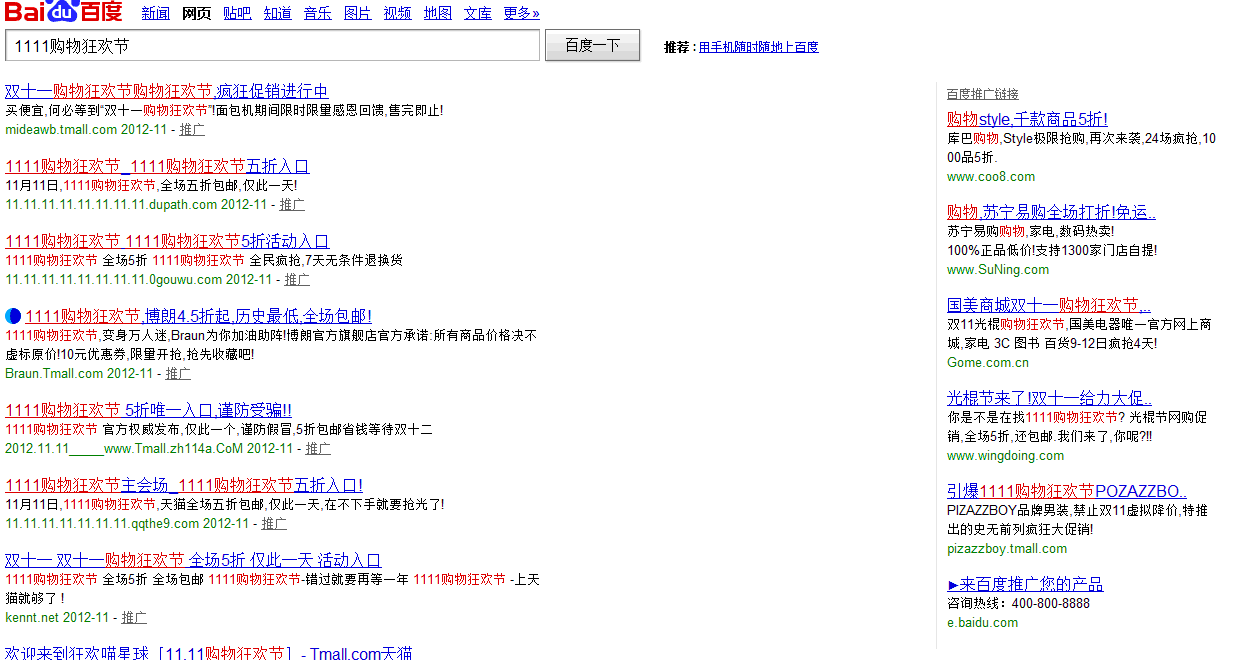 Bai du 百度 新闻 网页 贴吧 知道 音乐 图片 视频 地图 文库 更多»
1111购物狂欢节 百度一下 推荐 : 用手机随时随地上百度
双十一购物狂欢节购物狂欢节,疯狂促销进行中
买便宜,何必等到“双十一购物狂欢节”!面包机期间限时限量感恩回馈,售完即止!
mideawb.tmall.com 2012-11 - 推广
1111购物狂欢节_1111购物狂欢节五折入口
11月11日,1111购物狂欢节,全场五折包邮,仅此一天!
11.11.11.11.11.11.11.11.dupath.com 2012-11 - 推广
1111购物狂欢节 1111购物狂欢节5折活动入口
1111购物狂欢节 全场5折 1111购物狂欢节 全民疯抢,7天无条件退换货
11.11.11.11.11.11.11.11.0gouwu.com 2012-11 - 推广
1111购物狂欢节,博朗4.5折起,历史最低,全场包邮!
1111购物狂欢节,变身万人迷,Braun为你加油助阵!博朗官方旗舰店官方承诺:所有商品价格决不
虚标原价!10元优惠券,限量开抢,抢先收藏吧!
Braun.Tmall.com 2012-11 - 推广
1111购物狂欢节 5折唯一入口,谨防受骗!!
1111购物狂欢节 官方权威发布,仅此一个,谨防假冒,5折包邮省钱等待双十二
2012.11.11_____www.Tmall.zh114a.CoM 2012-11 - 推广
1111购物狂欢节主会场_1111购物狂欢节五折入口!
11月11日,1111购物狂欢节,天猫全场五折包邮,仅此一天,在不下手就要抢光了!
11.11.11.11.11.11.11.qqthe9.com 2012-11 - 推广
双十一 双十一购物狂欢节 全场5折 仅此一天 活动入口
1111购物狂欢节 全场5折 全场包邮 1111购物狂欢节-错过就要再等一年 1111购物狂欢节 -上天
猫就够了 !
kennt.net 2012-11 - 推广
欢迎来到狂欢喵星球［11.11购物狂欢节］- Tmall.com天猫
百度推广链接
购物style,千款商品5折!
库巴购物,Style极限抢购,再次来袭,24场疯抢,10
00品5折.
www.coo8.com
购物,苏宁易购全场打折!免运..
苏宁易购购物,家电,数码热卖!
100%正品低价!支持1300家门店自提!
www.SuNing.com
国美商城双十一购物狂欢节,..
双11光棍购物狂欢节,国美电器唯一官方网上商
城,家电 3C 图书 百货9-12日疯抢4天!
Gome.com.cn
光棍节来了!双十一给力大促..
你是不是在找1111购物狂欢节? 光棍节网购促
销,全场5折,还包邮.我们来了,你呢?!!
www.wingdoing.com
引爆1111购物狂欢节POZAZZBO..
PIZAZZBOY品牌男装,禁止双11虚拟降价,特推
出的史无前列疯狂大促销!
pizazzboy.tmall.com
►来百度推广您的产品
咨询热线：400-800-8888
e.baidu.com